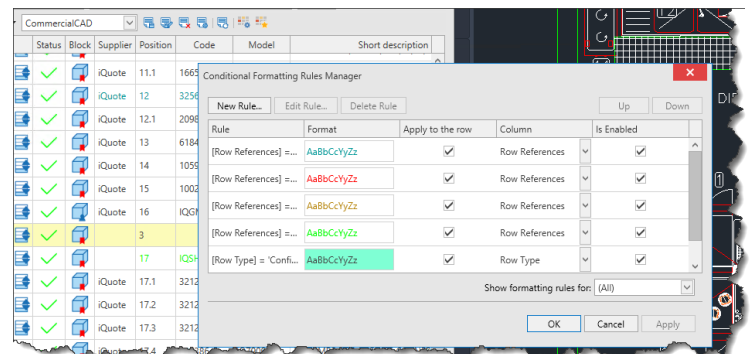 CommercialCAD
Status Block Supplier Position Code Model Short description
iQuote 11.1 1665
iQuote 12 3256
iQuote 12.1 2098
iQuote 13 6184
iQuote 14 1059
iQuote 15 1002
iQuote 16 IQGI
3
17 IQSH
iQuote 17.1 3212
iQuote 17.2 3212
iQuote 17.3 3212
17.4
Conditional Formatting Rules Manager
New Rule... Edit Rule... Delete Rule Up Down
Rule Format Apply to the row Column Is Enabled
[Row References] =... AaBbCcYyZz Row References
[Row References] =... AaBbCcYyZz Row References
[Row References] =... AaBbCcYyZz Row References
[Row References] =... AaBbCcYyZz Row References
[Row Type] = 'Confi... AaBbCcYyZz Row Type
Show formatting rules for: (All)
OK Cancel Apply